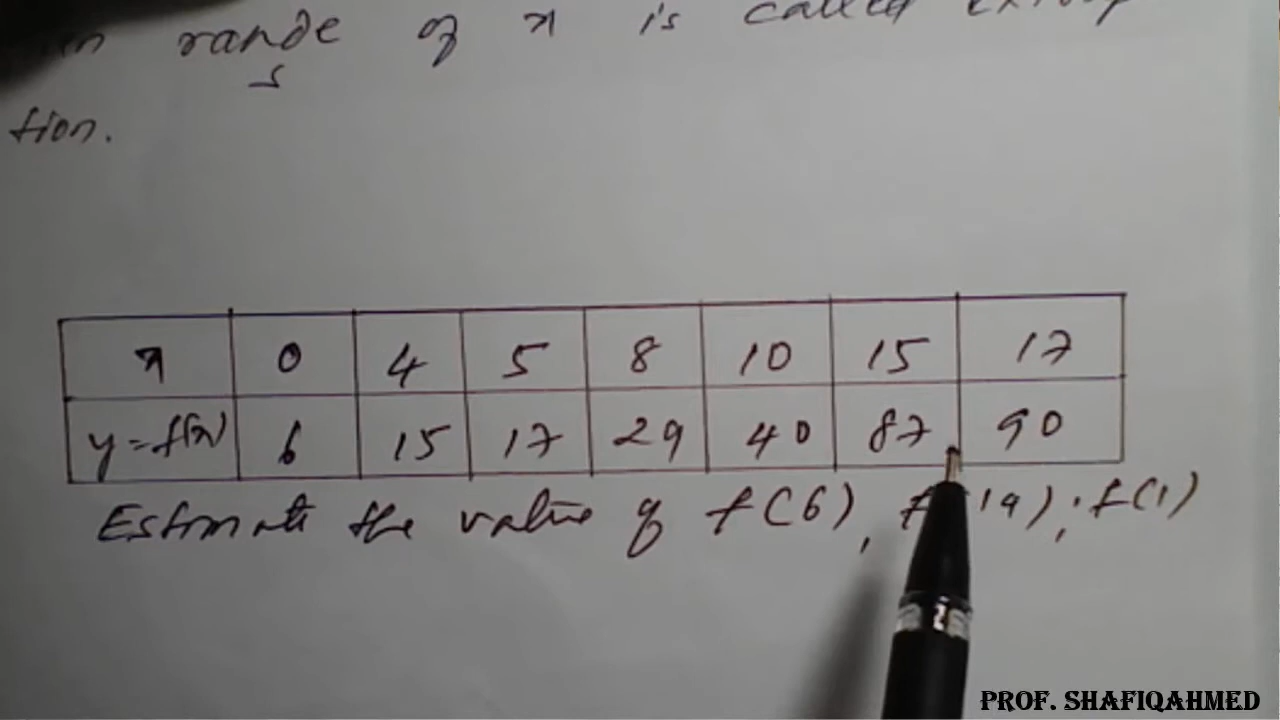 range of x is called
tion.
x 0 4 5 8 10 15 17
y=f(x) 6 15 17 29 40 87 90
Estimate the value of f(6), f(19); f(1)
PROF. SHAFIQAHMED